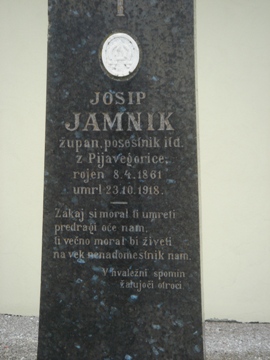 JOSIP
JAMNIK
župan, posestnik itd.
z Pijavegorice,
rojen 8.4.1861
umrl 23.10.1918.
Zakaj si moral ti umreti
predragi oče nam,
ti večno moral bi živeti
na vek nenadomestnik nam.
V hvaležni spomin
žalujoči otroci.